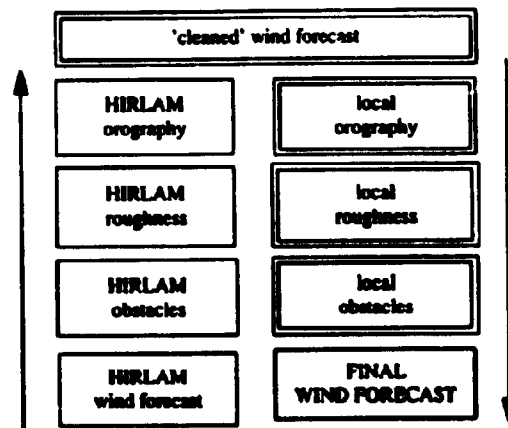 'cleaned' wind forecast
HIRLAM
orography
local
orography
HIRLAM
roughness
local
roughness
HIRLAM
obstacles
local
obstacles
HIRLAM
wind forecast
FINAL
WIND FORECAST